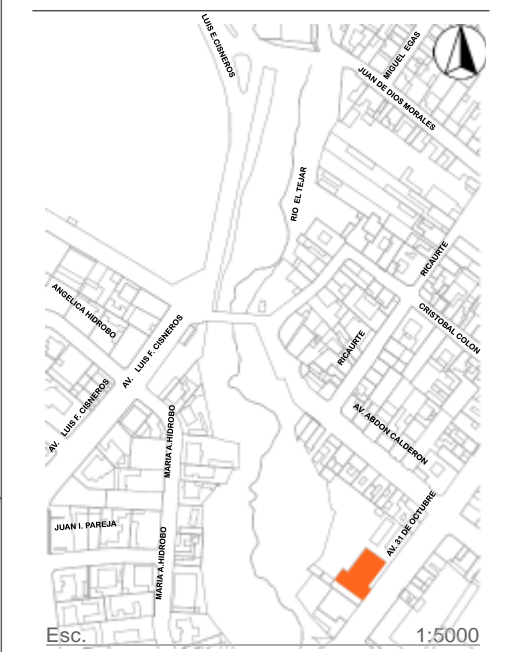 LUIS E.CISNEROS
MIGUEL EGAS
JUAN DE DIOS MORALES
RIO EL TEJAR
RICAURTE
ANGELICA HIDROBO
CRISTOBAL COLON
AV. LUIS F. CISNEROS
RICAURTE
AV. LUIS F. CISNEROS
AV. ABDON CALDERON
MARIA A.HIDROBO
AV. 31 DE OCTUBRE
JUAN I. PAREJA
MARIA A.HIDROBO
Esc. 1:5000